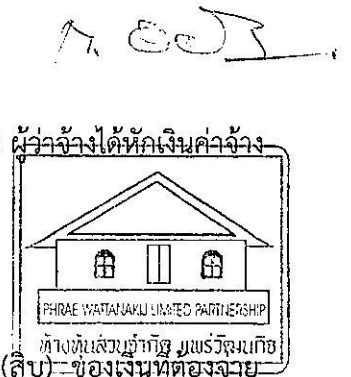 ผู้ว่าจ้างได้หักเงินค่าจ้าง
PHRAE WATTANAKIJ LIMITED PARTNERSHIP
ห้างหุ้นส่วนจำกัด แพร่วัฒนกิจ
(สิบ) ของเงินที่ต้องจ่าย